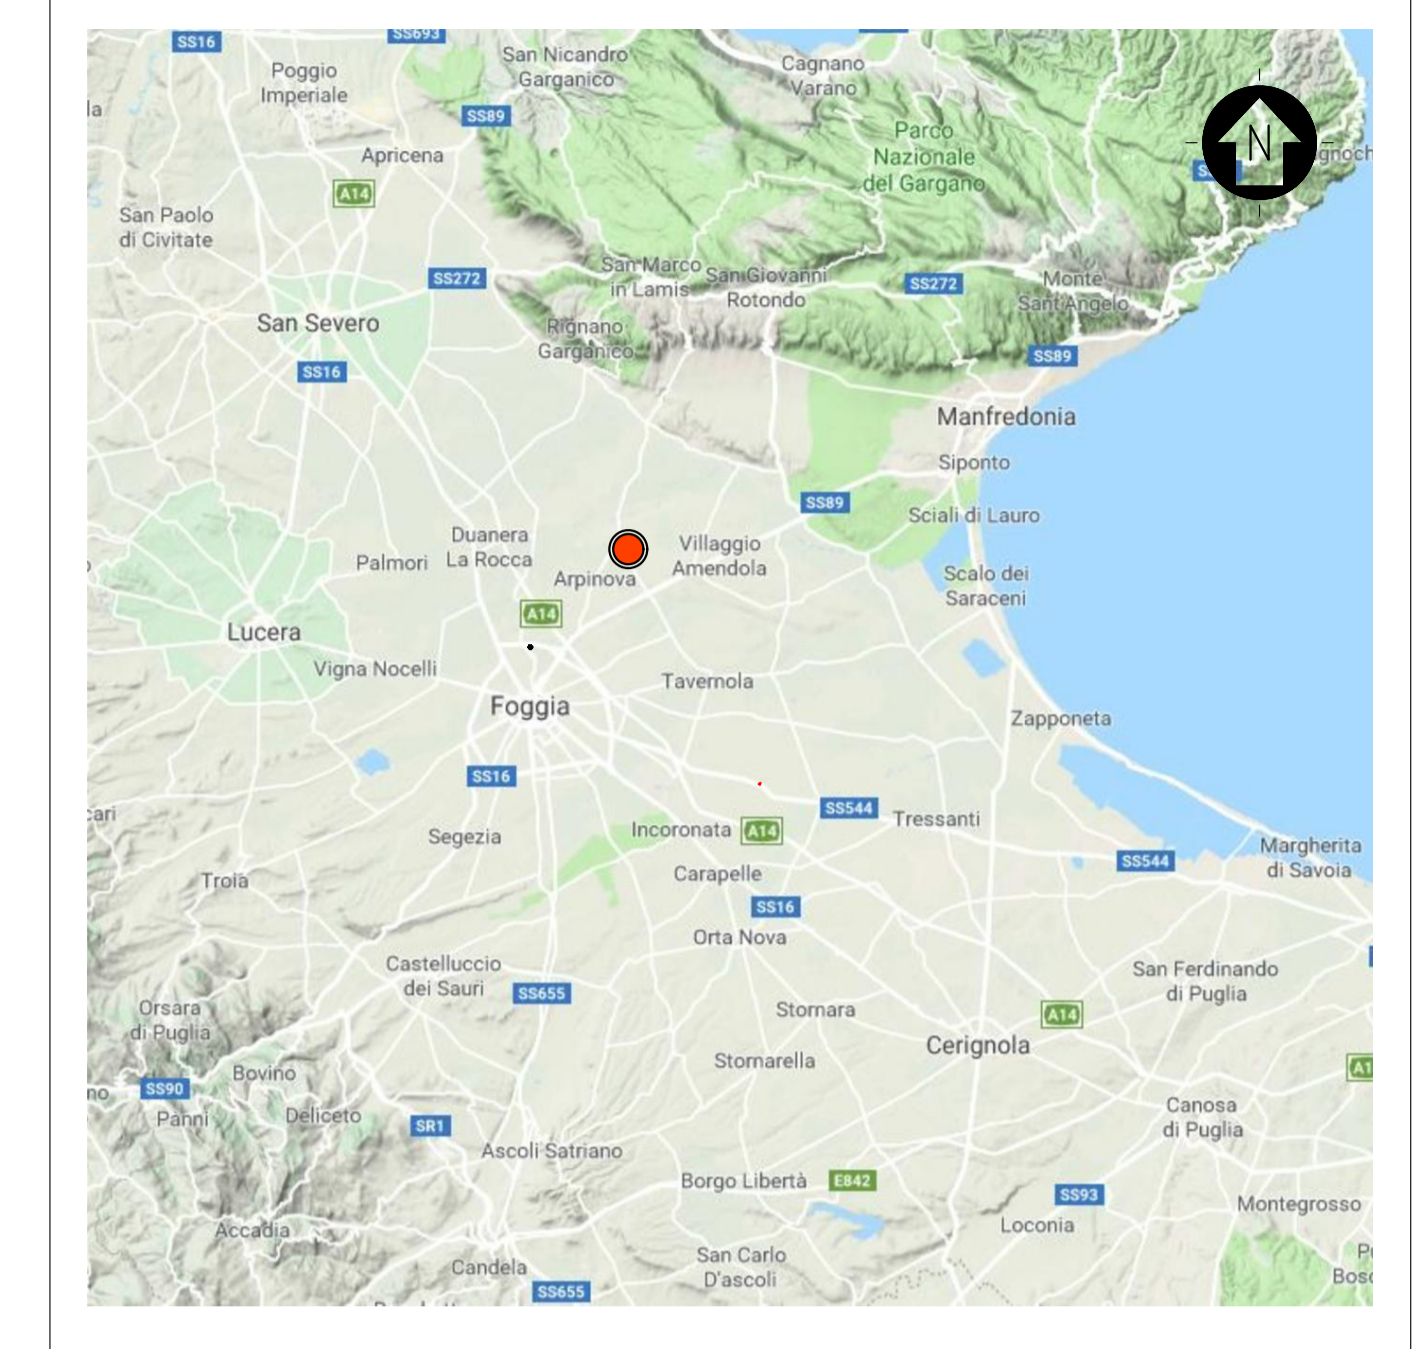 SS16
SS693
San Nicandro
Garganico
Cagnano
Varano
Poggio
Imperiale
la
SS89
Parco
Nazionale
del Gargano
N
Apricena
A14
San Paolo
di Civitate
San Marco
in Lamis
San Giovanni
Rotondo
SS272
SS272
Monte
Sant'Angelo
San Severo
Rignano
Garganico
SS89
SS16
Manfredonia
Siponto
SS89
Sciali di Lauro
Duanera
La Rocca
Villaggio
Amendola
Palmori
Arpinova
Scalo dei
Saraceni
A14
Lucera
Vigna Nocelli
Tavernola
Foggia
Zapponeta
SS16
SS544
Tressanti
cari
Segezia
Incoronata
A14
Margherita
di Savoia
SS544
Carapelle
Troia
SS16
Orta Nova
Castelluccio
dei Sauri
San Ferdinando
di Puglia
SS655
Orsara
di Puglia
Stornara
A14
Cerignola
Stornarella
Bovino
no
SS90
Panni
Deliceto
SR1
Canosa
di Puglia
Ascoli Satriano
Borgo Libertà
E842
SS93
Montegrosso
Loconia
Accadia
San Carlo
D'ascoli
Candela
SS655